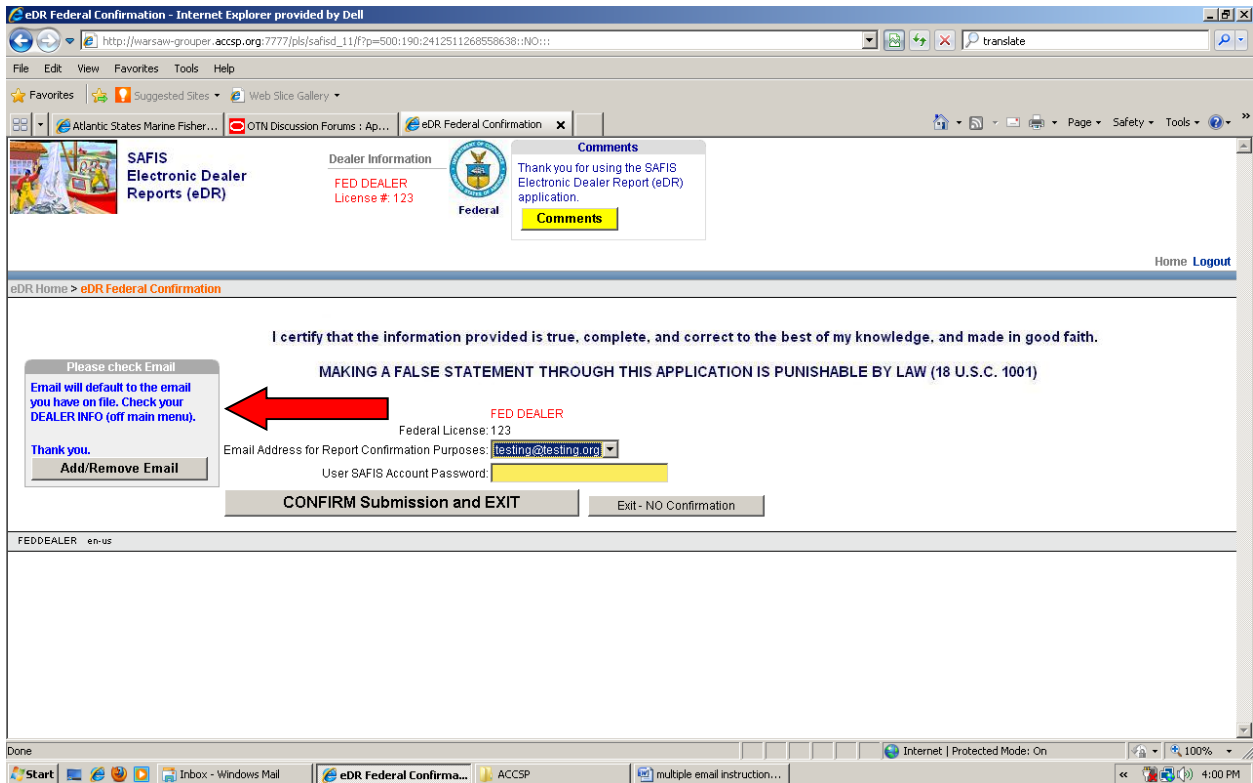 eDR Federal Confirmation - Internet Explorer provided by Dell
http://warsaw-grouper.accsp.org:7777/pls/safisd_11/f?p=500:190:2412511268558638::NO:::
translate
File Edit View Favorites Tools Help
Favorites Suggested Sites Web Slice Gallery
Atlantic States Marine Fisher... OTN Discussion Forums : Ap... eDR Federal Confirmation Page Safety Tools »
SAFIS
Electronic Dealer
Reports (eDR)
Dealer Information
FED DEALER
License #: 123
Federal
Comments
Thank you for using the SAFIS
Electronic Dealer Report (eDR)
application.
Comments
Home Logout
eDR Home > eDR Federal Confirmation
I certify that the information provided is true, complete, and correct to the best of my knowledge, and made in good faith.
MAKING A FALSE STATEMENT THROUGH THIS APPLICATION IS PUNISHABLE BY LAW (18 U.S.C. 1001)
Please check Email
Email will default to the email
you have on file. Check your
DEALER INFO (off main menu).
Thank you.
Add/Remove Email
FED DEALER
Federal License: 123
Email Address for Report Confirmation Purposes: testing@testing.org
User SAFIS Account Password:
CONFIRM Submission and EXIT Exit - NO Confirmation
FEDDEALER en-us
Done Internet | Protected Mode: On 100%
Start Inbox - Windows Mail eDR Federal Confirma... ACCSP multiple email instruction... « 4:00 PM